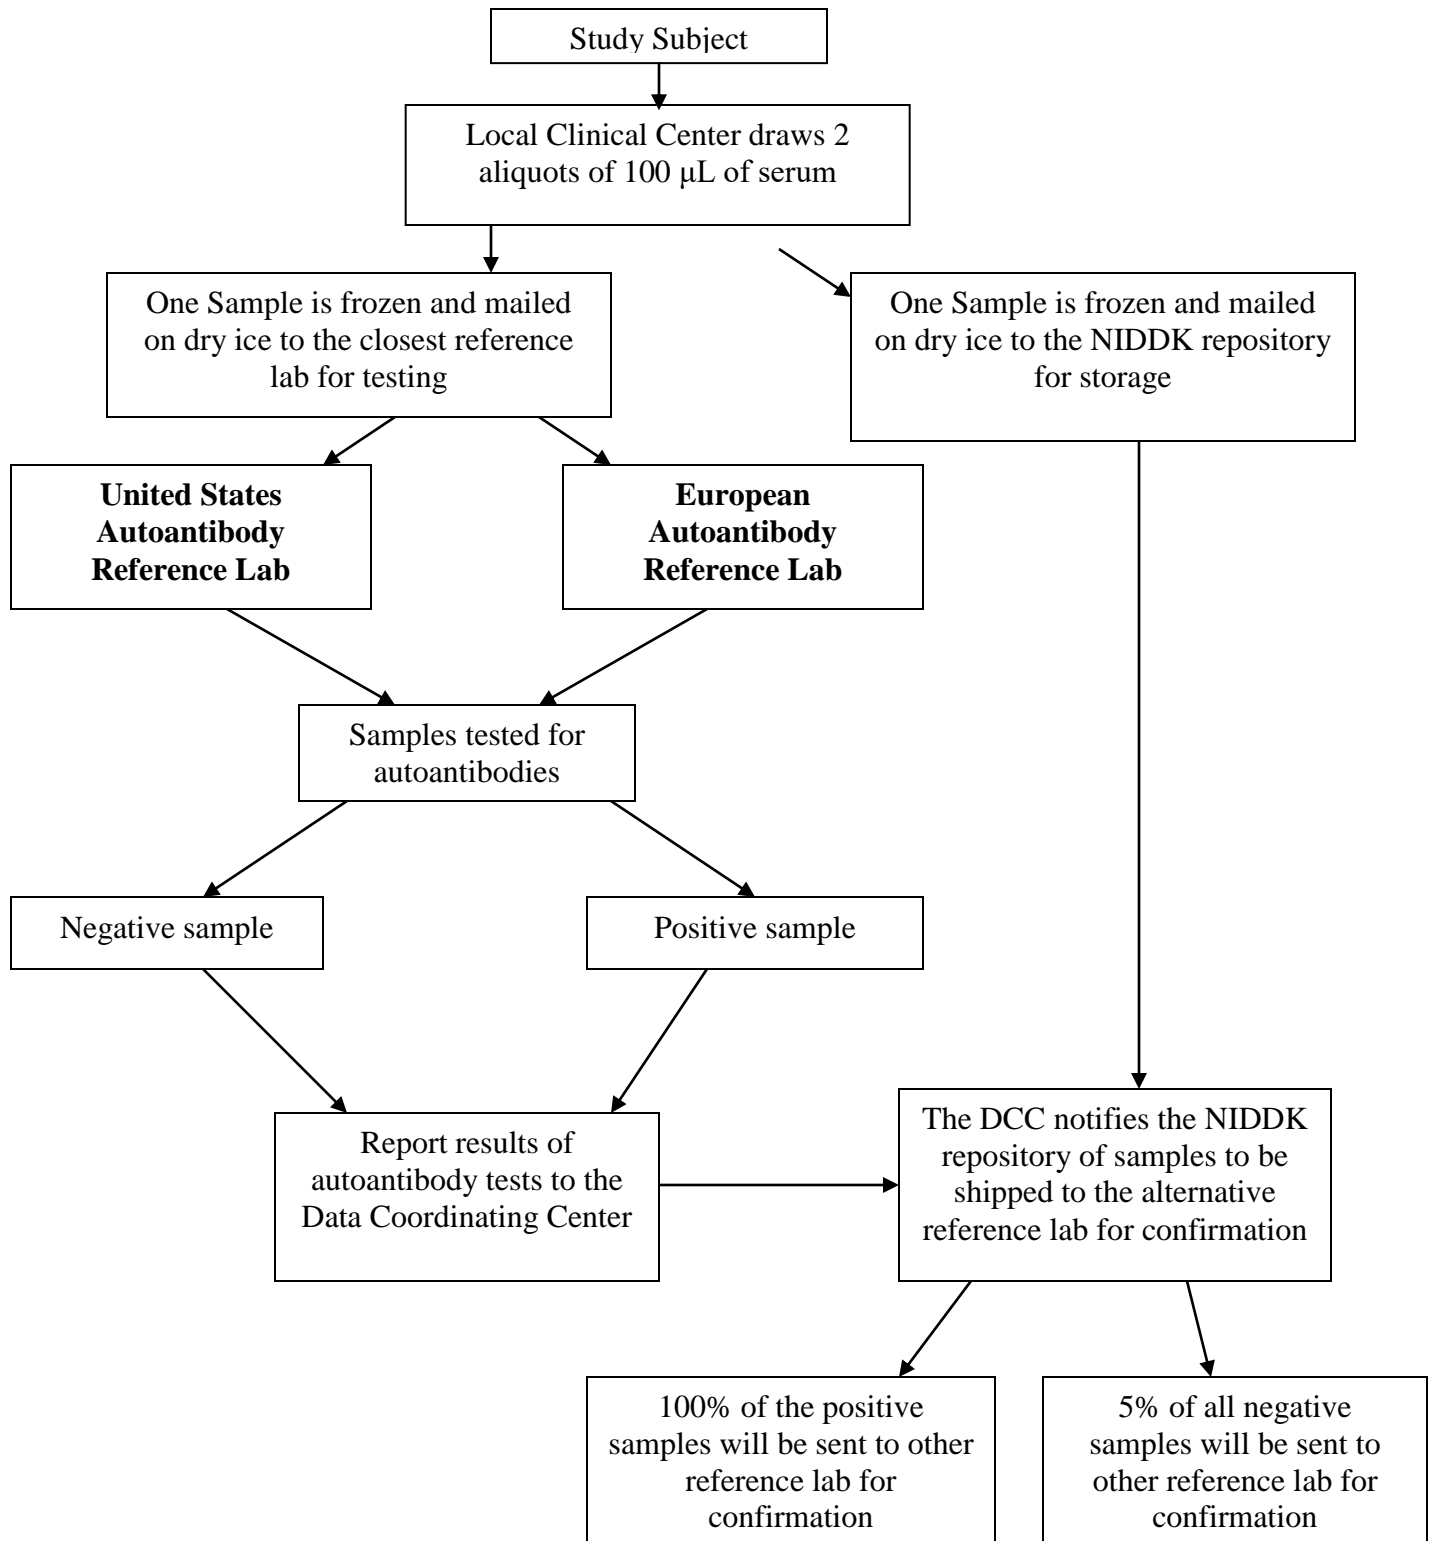 Study Subject
Local Clinical Center draws 2
aliquots of 100 μL of serum
One Sample is frozen and mailed
on dry ice to the closest reference
lab for testing
One Sample is frozen and mailed
on dry ice to the NIDDK repository
for storage
United States
Autoantibody
Reference Lab
European
Autoantibody
Reference Lab
Samples tested for
autoantibodies
Negative sample
Positive sample
Report results of
autoantibody tests to the
Data Coordinating Center
The DCC notifies the NIDDK
repository of samples to be
shipped to the alternative
reference lab for confirmation
100% of the positive
samples will be sent to other
reference lab for
confirmation
5% of all negative
samples will be sent to
other reference lab for
confirmation